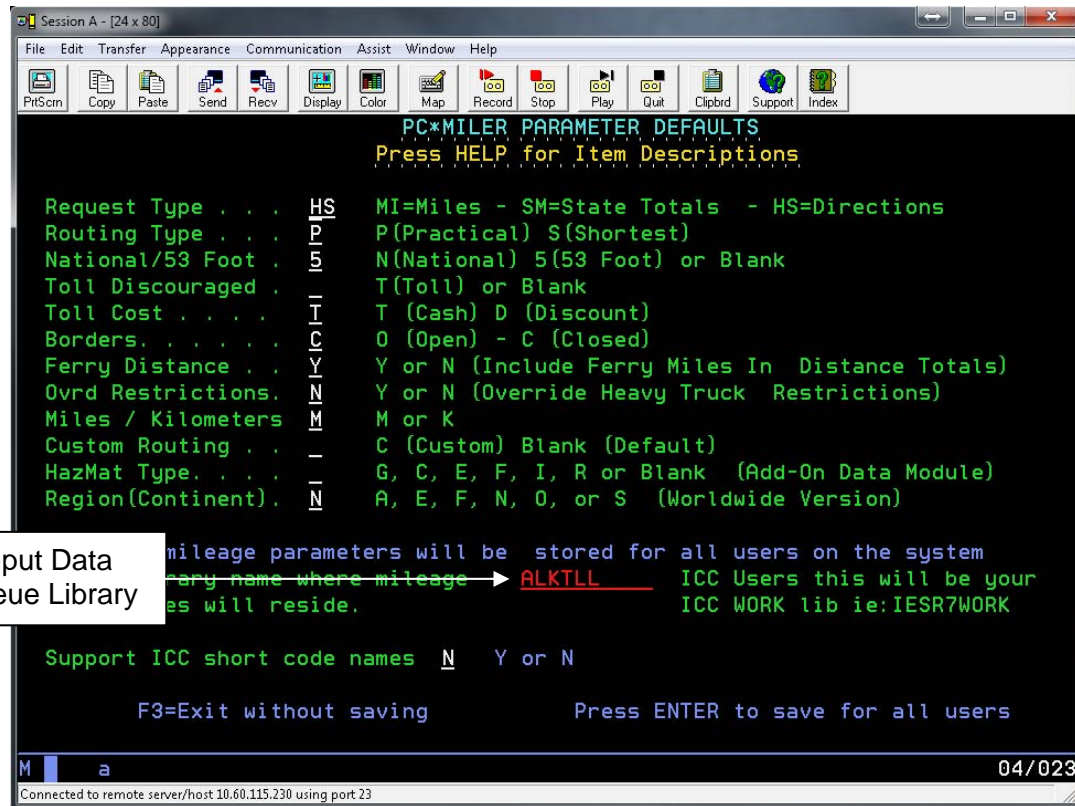 Session A - [24 x 80]
File Edit Transfer Appearance Communication Assist Window Help
PrtScrn Copy Paste Send Recv Display Color Map Record Stop Play Quit Clipbrd Support Index
PC*MILER PARAMETER DEFAULTS
Press HELP for Item Descriptions
Request Type . . . HS MI=Miles - SM=State Totals - HS=Directions
Routing Type . . . P P(Practical) S(Shortest)
National/53 Foot . 5 N(National) 5(53 Foot) or Blank
Toll Discouraged . _ T(Toll) or Blank
Toll Cost . . . . T T (Cash) D (Discount)
Borders. . . . . . C O (Open) - C (Closed)
Ferry Distance . . Y Y or N (Include Ferry Miles In Distance Totals)
Ovrd Restrictions. N Y or N (Override Heavy Truck Restrictions)
Miles / Kilometers M M or K
Custom Routing . . _ C (Custom) Blank (Default)
HazMat Type. . . . _ G, C, E, F, I, R or Blank (Add-On Data Module)
Region(Continent). N A, E, F, N, O, or S (Worldwide Version)
mileage parameters will be stored for all users on the system
put Data
eue Library
ary name where mileage ALKTLL ICC Users this will be your
es will reside. ICC WORK lib ie:IESR7WORK
Support ICC short code names N Y or N
F3=Exit without saving Press ENTER to save for all users
M a 04/023
Connected to remote server/host 10.60.115.230 using port 23